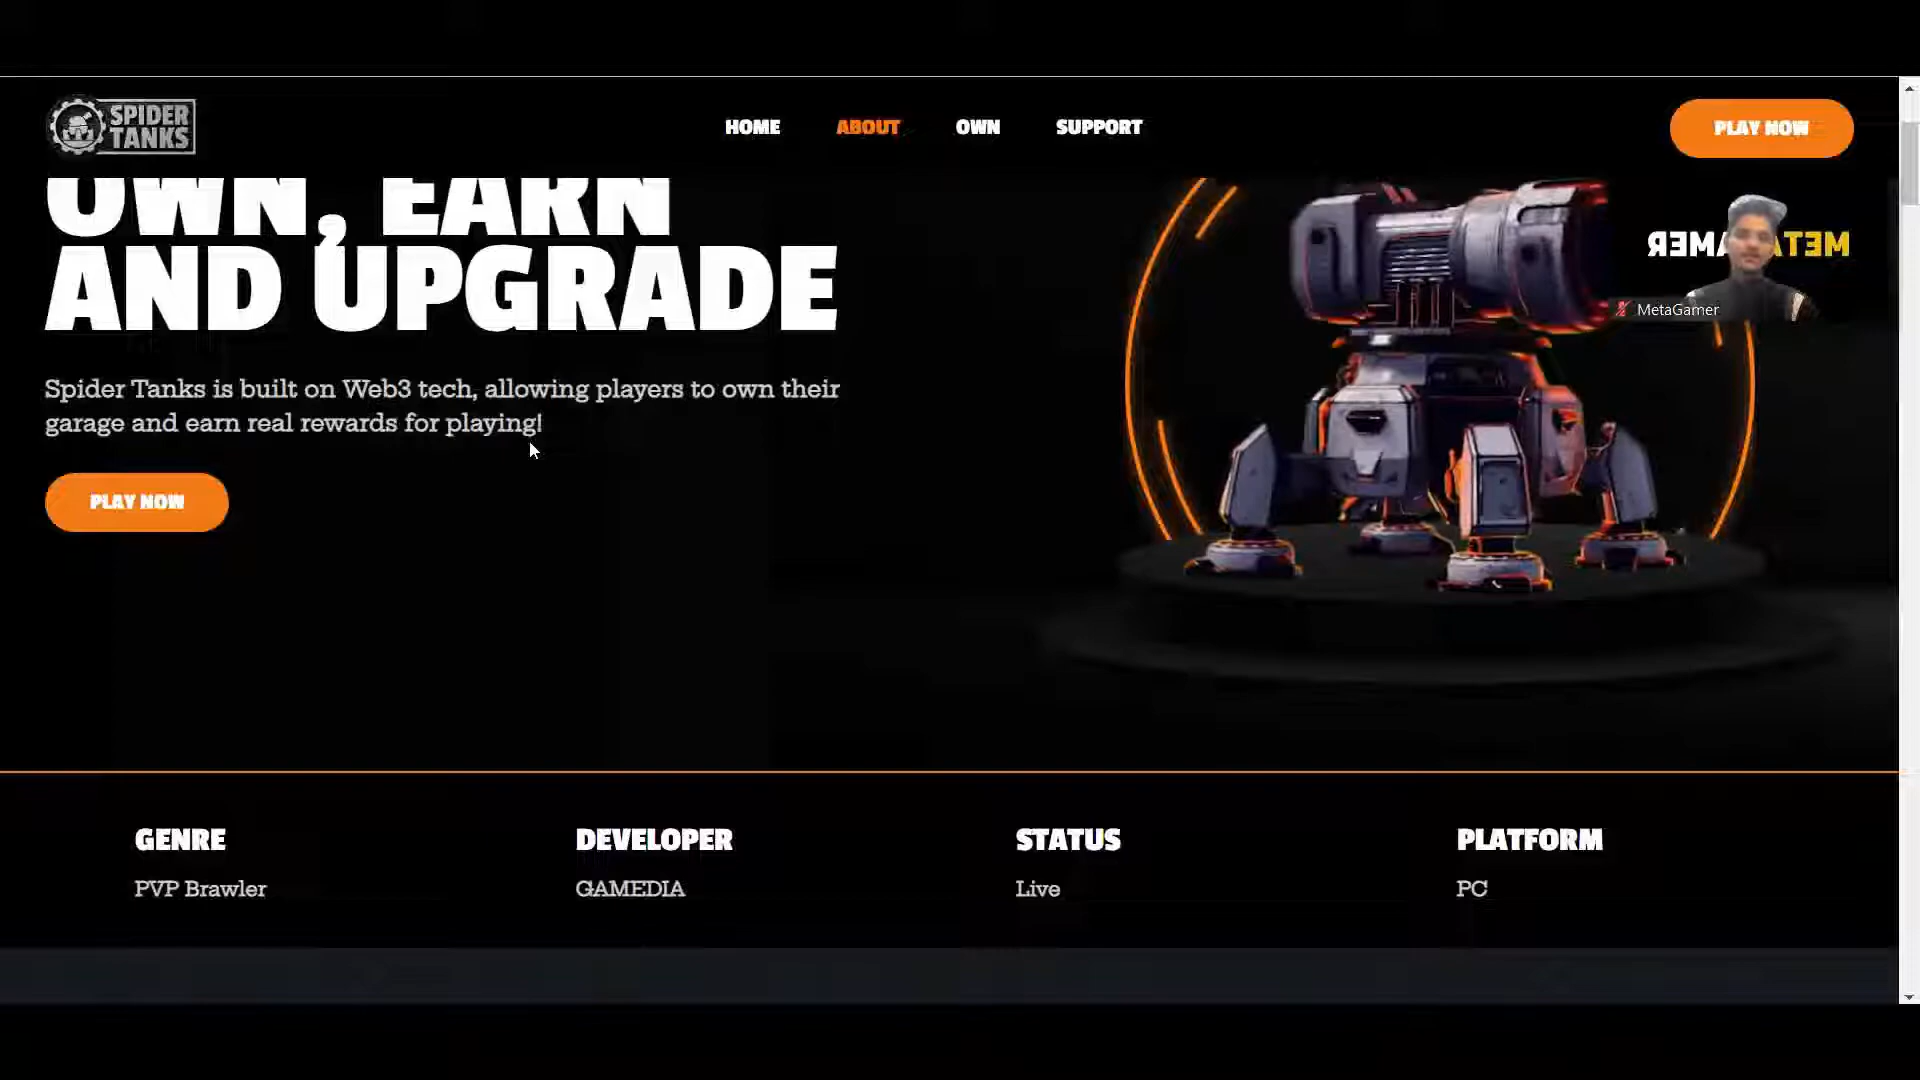 SPIDER
TANKS
HOME
ABOUT
OWN
SUPPORT
PLAY NOW
OWN, EARN
AND UPGRADE
Spider Tanks is built on Web3 tech, allowing players to own their
garage and earn real rewards for playing!
PLAY NOW
MetaGamer
GENRE
PVP Brawler
DEVELOPER
GAMEDIA
STATUS
Live
PLATFORM
PC